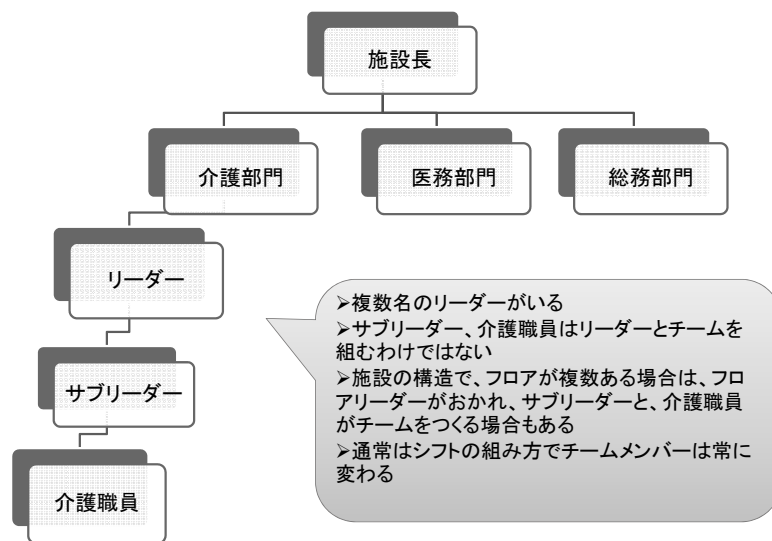 施設長
介護部門
医務部門
総務部門
リーダー
サブリーダー
介護職員
➢複数名のリーダーがいる
➢サブリーダー、介護職員はリーダーとチームを
組むわけではない
➢施設の構造で、フロアが複数ある場合は、フロ
アリーダーがおかれ、サブリーダーと、介護職員
がチームをつくる場合もある
➢通常はシフトの組み方でチームメンバーは常に
変わる